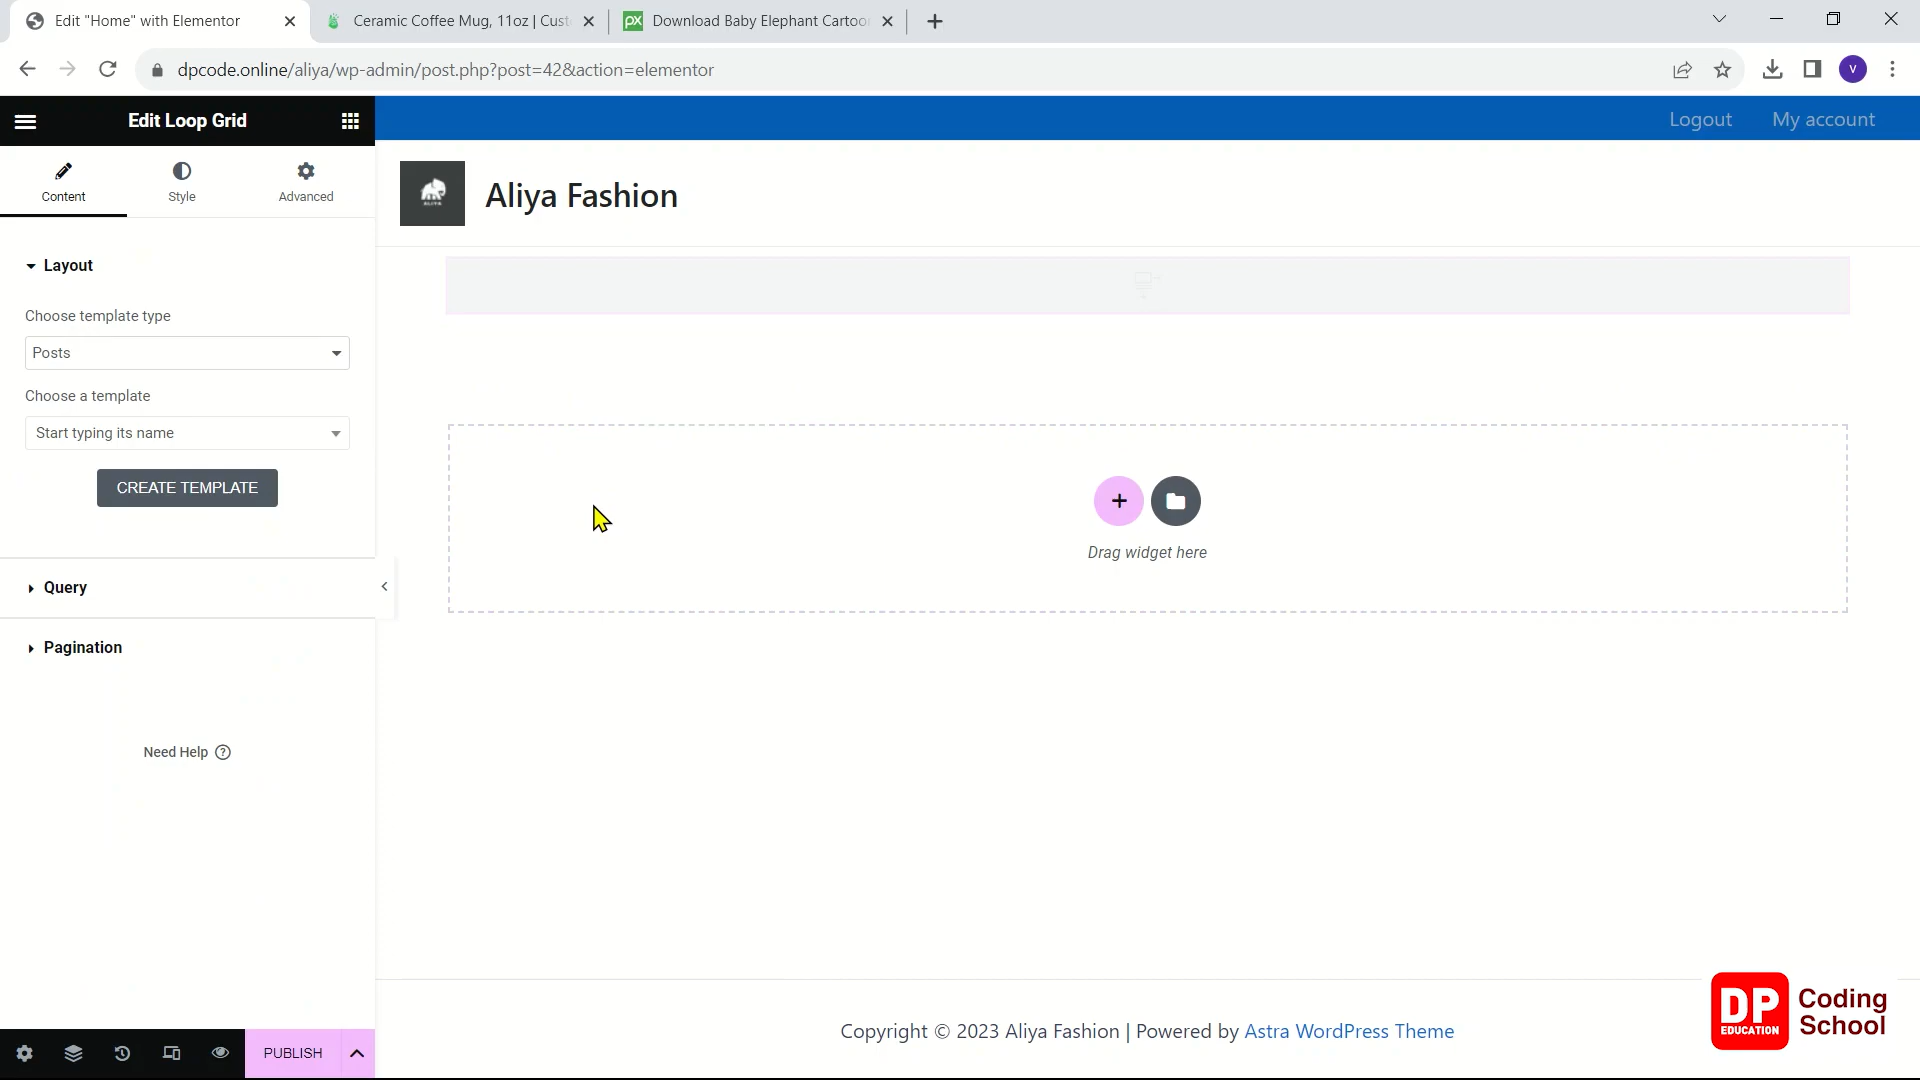 Edit "Home" with Elementor
Ceramic Coffee Mug, 11oz | Cust
px
Download Baby Elephant Cartoo
dpcode.online/aliya/wp-admin/post.php?post=42&action=elementor
V
Edit Loop Grid
Logout
My account
Content
Style
Advanced
ALIYA
Aliya Fashion
Layout
Choose template type
Posts
Choose a template
Start typing its name
CREATE TEMPLATE
Drag widget here
Query
Pagination
Need Help
PUBLISH
Copyright © 2023 Aliya Fashion | Powered by Astra WordPress Theme
DP
EDUCATION
Coding
School